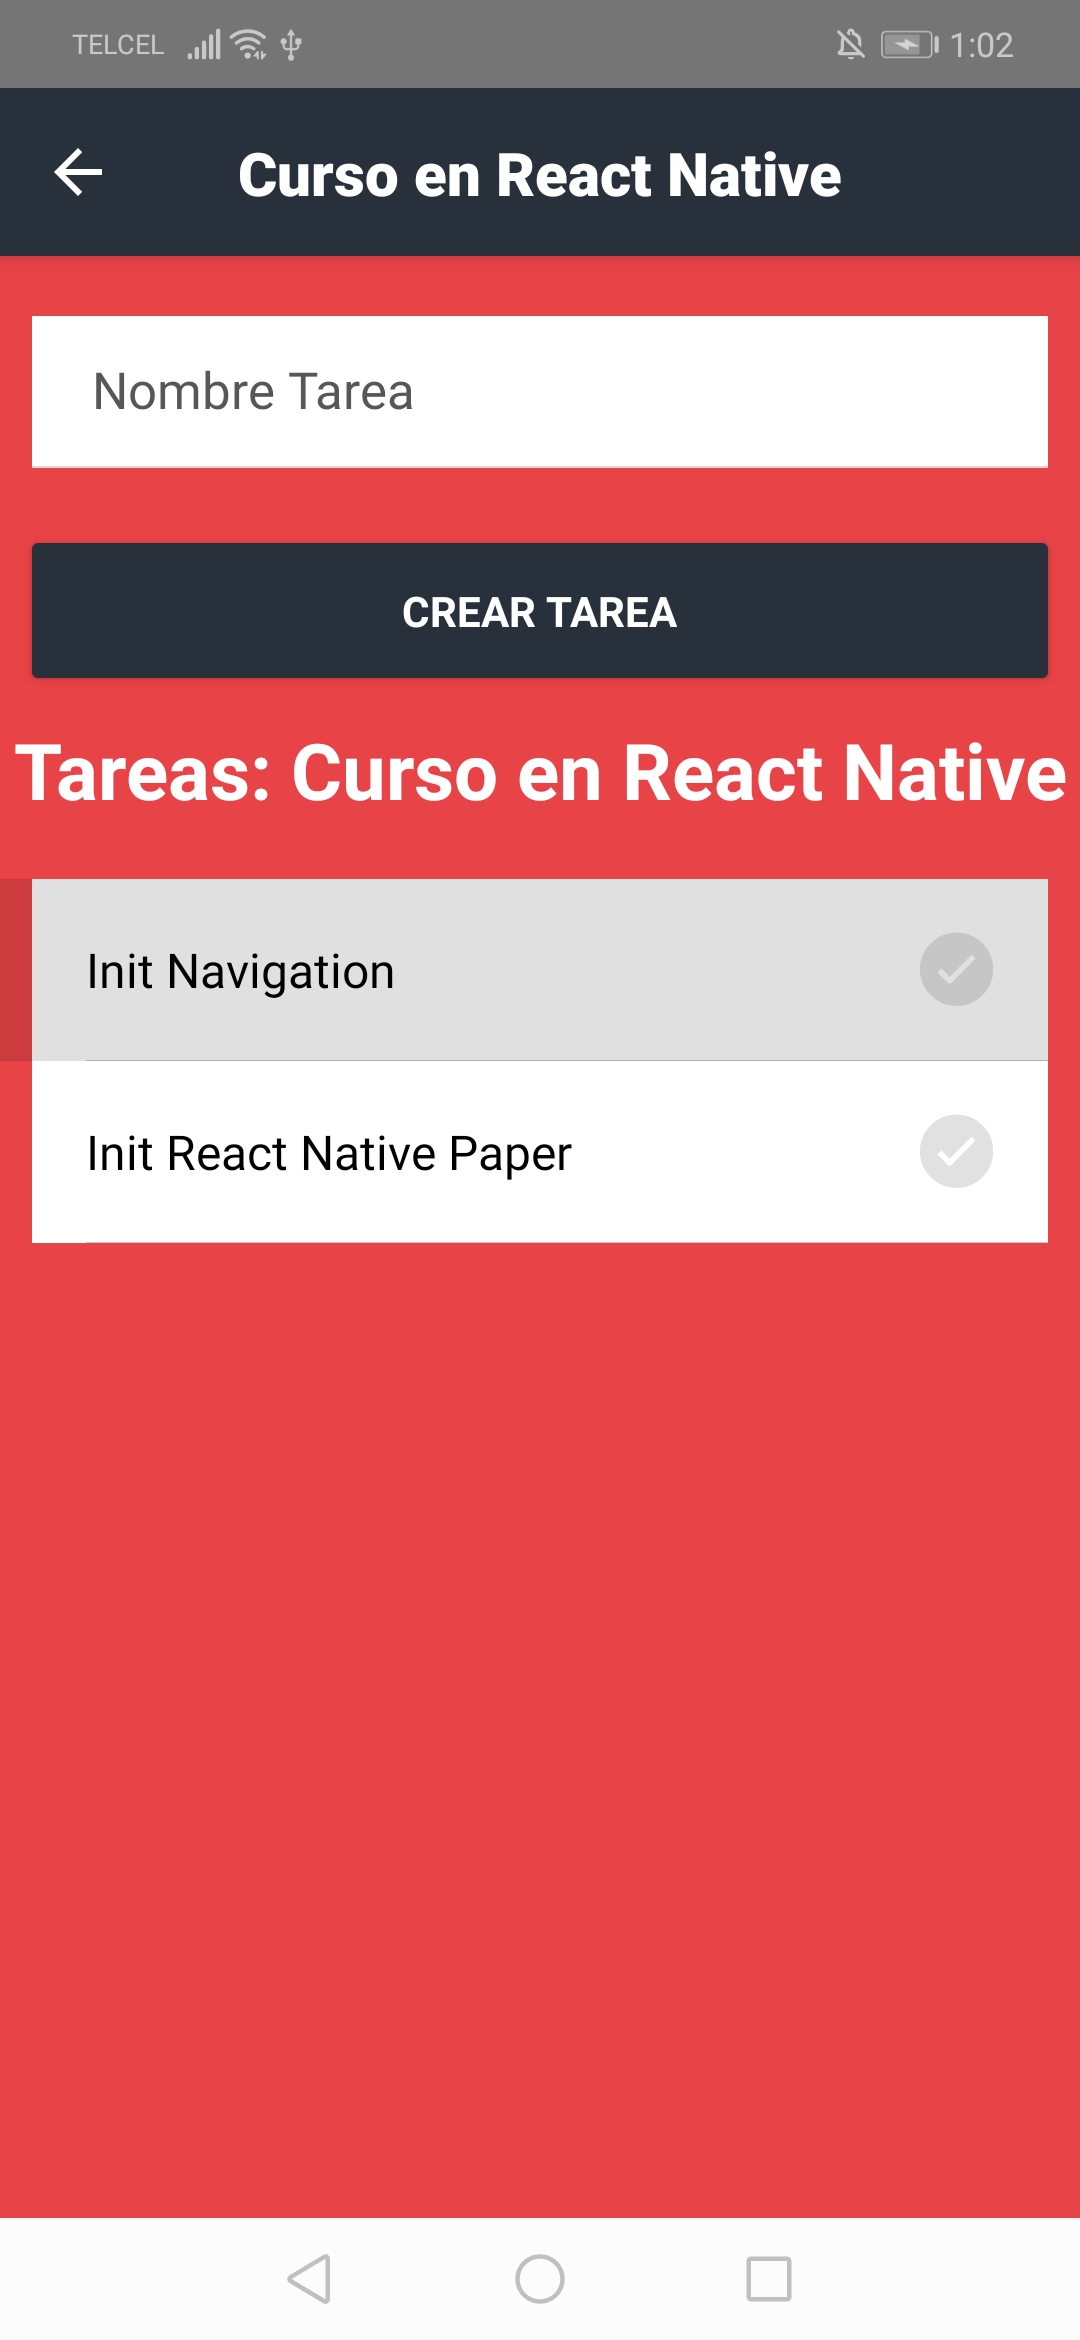 TELCEL 1:02
Curso en React Native
Nombre Tarea
CREAR TAREA
Tareas: Curso en React Native
Init Navigation
Init React Native Paper